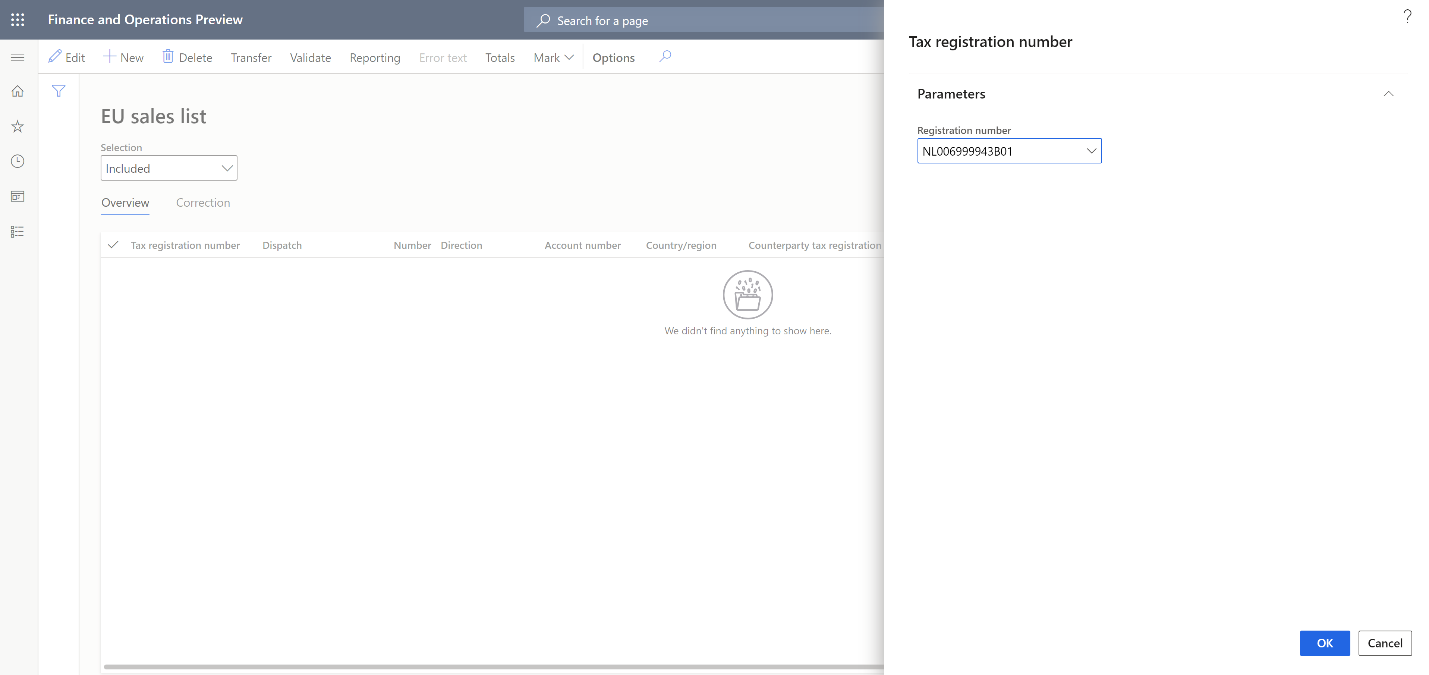 Finance and Operations Preview
Search for a page
?
Edit New Delete Transfer Validate Reporting Error text Totals Mark Options
EU sales list
Selection
Included
Overview Correction
Tax registration number Dispatch Number Direction Account number Country/region Counterparty tax registration
We didn't find anything to show here.
Tax registration number
Parameters
Registration number
NL006999943B01
OK Cancel